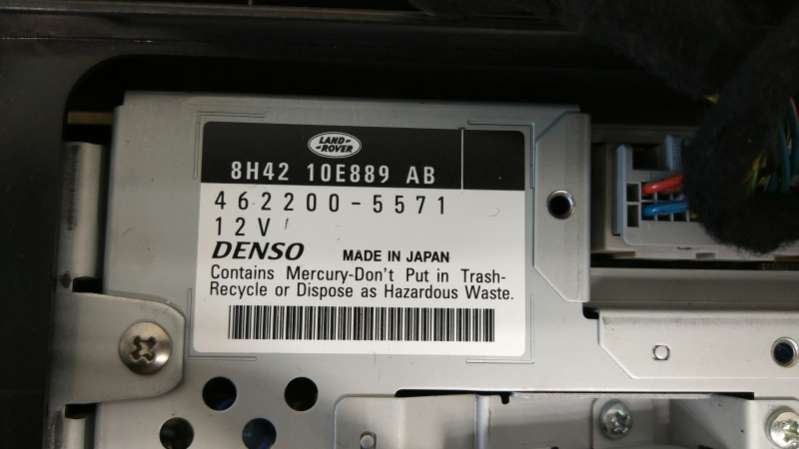 LAND-
ROVER
8H42 10E889 AB
462200-5571
12V
DENSO MADE IN JAPAN
Contains Mercury-Don't Put in Trash-
Recycle or Dispose as Hazardous Waste.